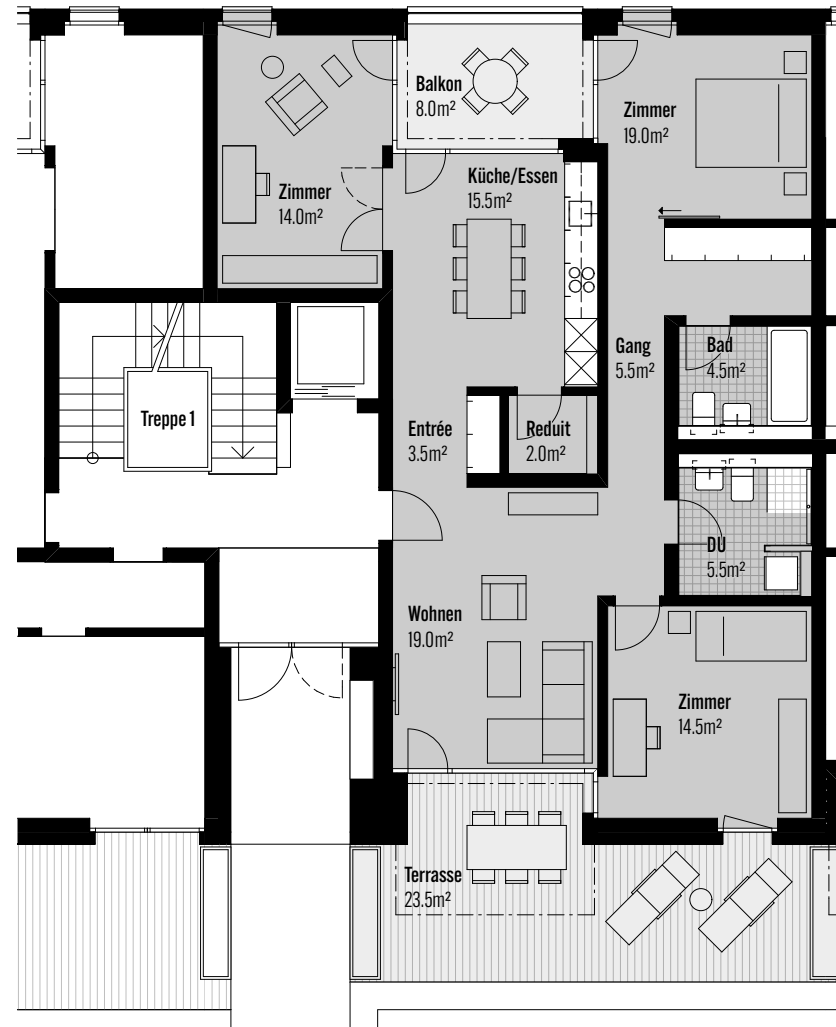 Balkon
8.0m²
Zimmer
19.0m²
Zimmer
14.0m²
Küche/Essen
15.5m²
Gang
5.5m²
Bad
4.5m²
Treppe 1
Entrée
3.5m²
Reduit
2.0m²
DU
5.5m²
Wohnen
19.0m²
Zimmer
14.5m²
Terrasse
23.5m²